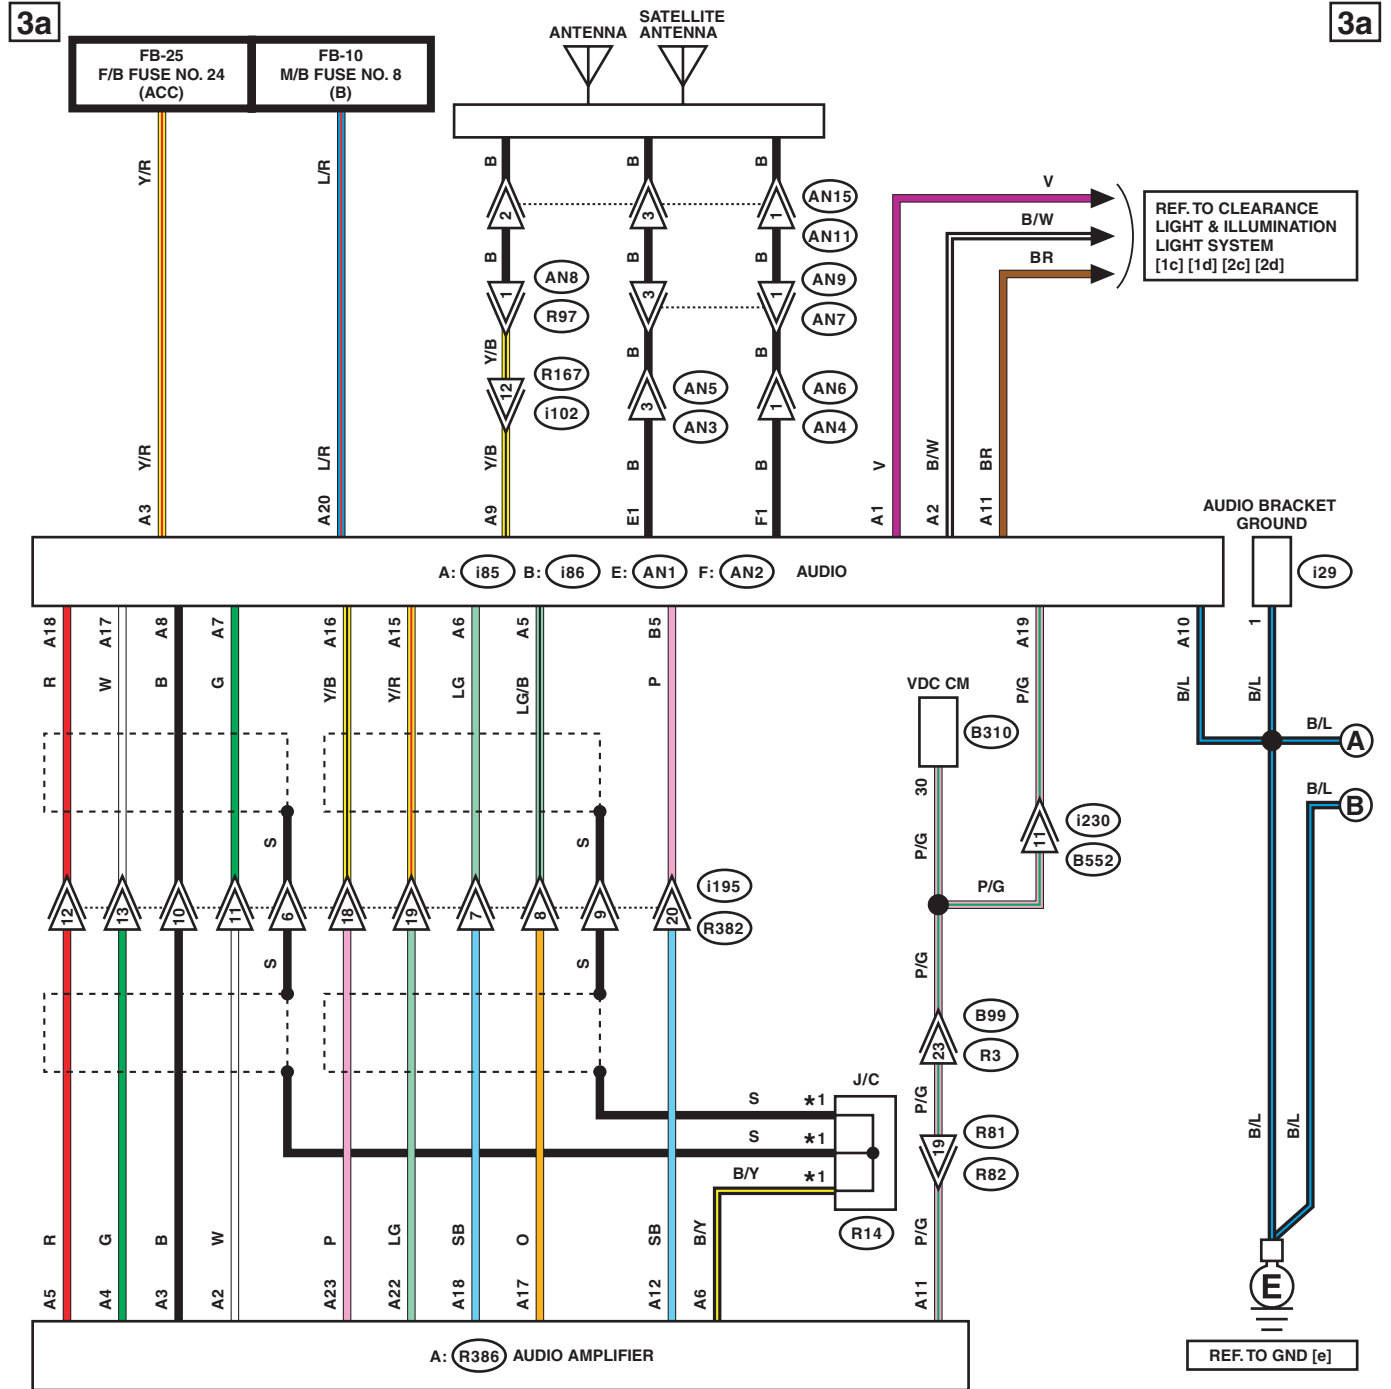 3a
3a
FB-25
F/B FUSE NO. 24
(ACC)
FB-10
M/B FUSE NO. 8
(B)
ANTENNA
SATELLITE
ANTENNA
Y/R
L/R
B
B
B
2
3
1
AN15
AN11
V
B/W
BR
REF. TO CLEARANCE
LIGHT & ILLUMINATION
LIGHT SYSTEM
[1c] [1d] [2c] [2d]
B
B
B
1
3
1
AN8
R97
AN9
AN7
Y/B
B
B
12
3
1
R167
i102
AN5
AN3
AN6
AN4
Y/R
L/R
Y/B
B
B
V
B/W
BR
A3
A20
A9
E1
F1
A1
A2
A11
AUDIO BRACKET
GROUND
A: i85 B: i86 E: AN1 F: AN2 AUDIO
i29
A18
A17
A8
A7
A16
A15
A6
A5
B5
A19
A10
1
R
W
B
G
Y/B
Y/R
LG
LG/B
P
P/G
B/L
B/L
VDC CM
B310
B/L
A
30
B/L
B
S
S
P/G
11
i230
B552
P/G
12
13
10
11
6
18
19
7
8
9
20
i195
R382
S
S
P/G
23
B99
R3
J/C
P/G
S *1
S *1
B/Y *1
19
R81
R82
B/L
B/L
R14
R
G
B
W
P
LG
SB
O
SB
B/Y
P/G
A5
A4
A3
A2
A23
A22
A18
A17
A12
A6
A11
E
A: R386 AUDIO AMPLIFIER
REF. TO GND [e]